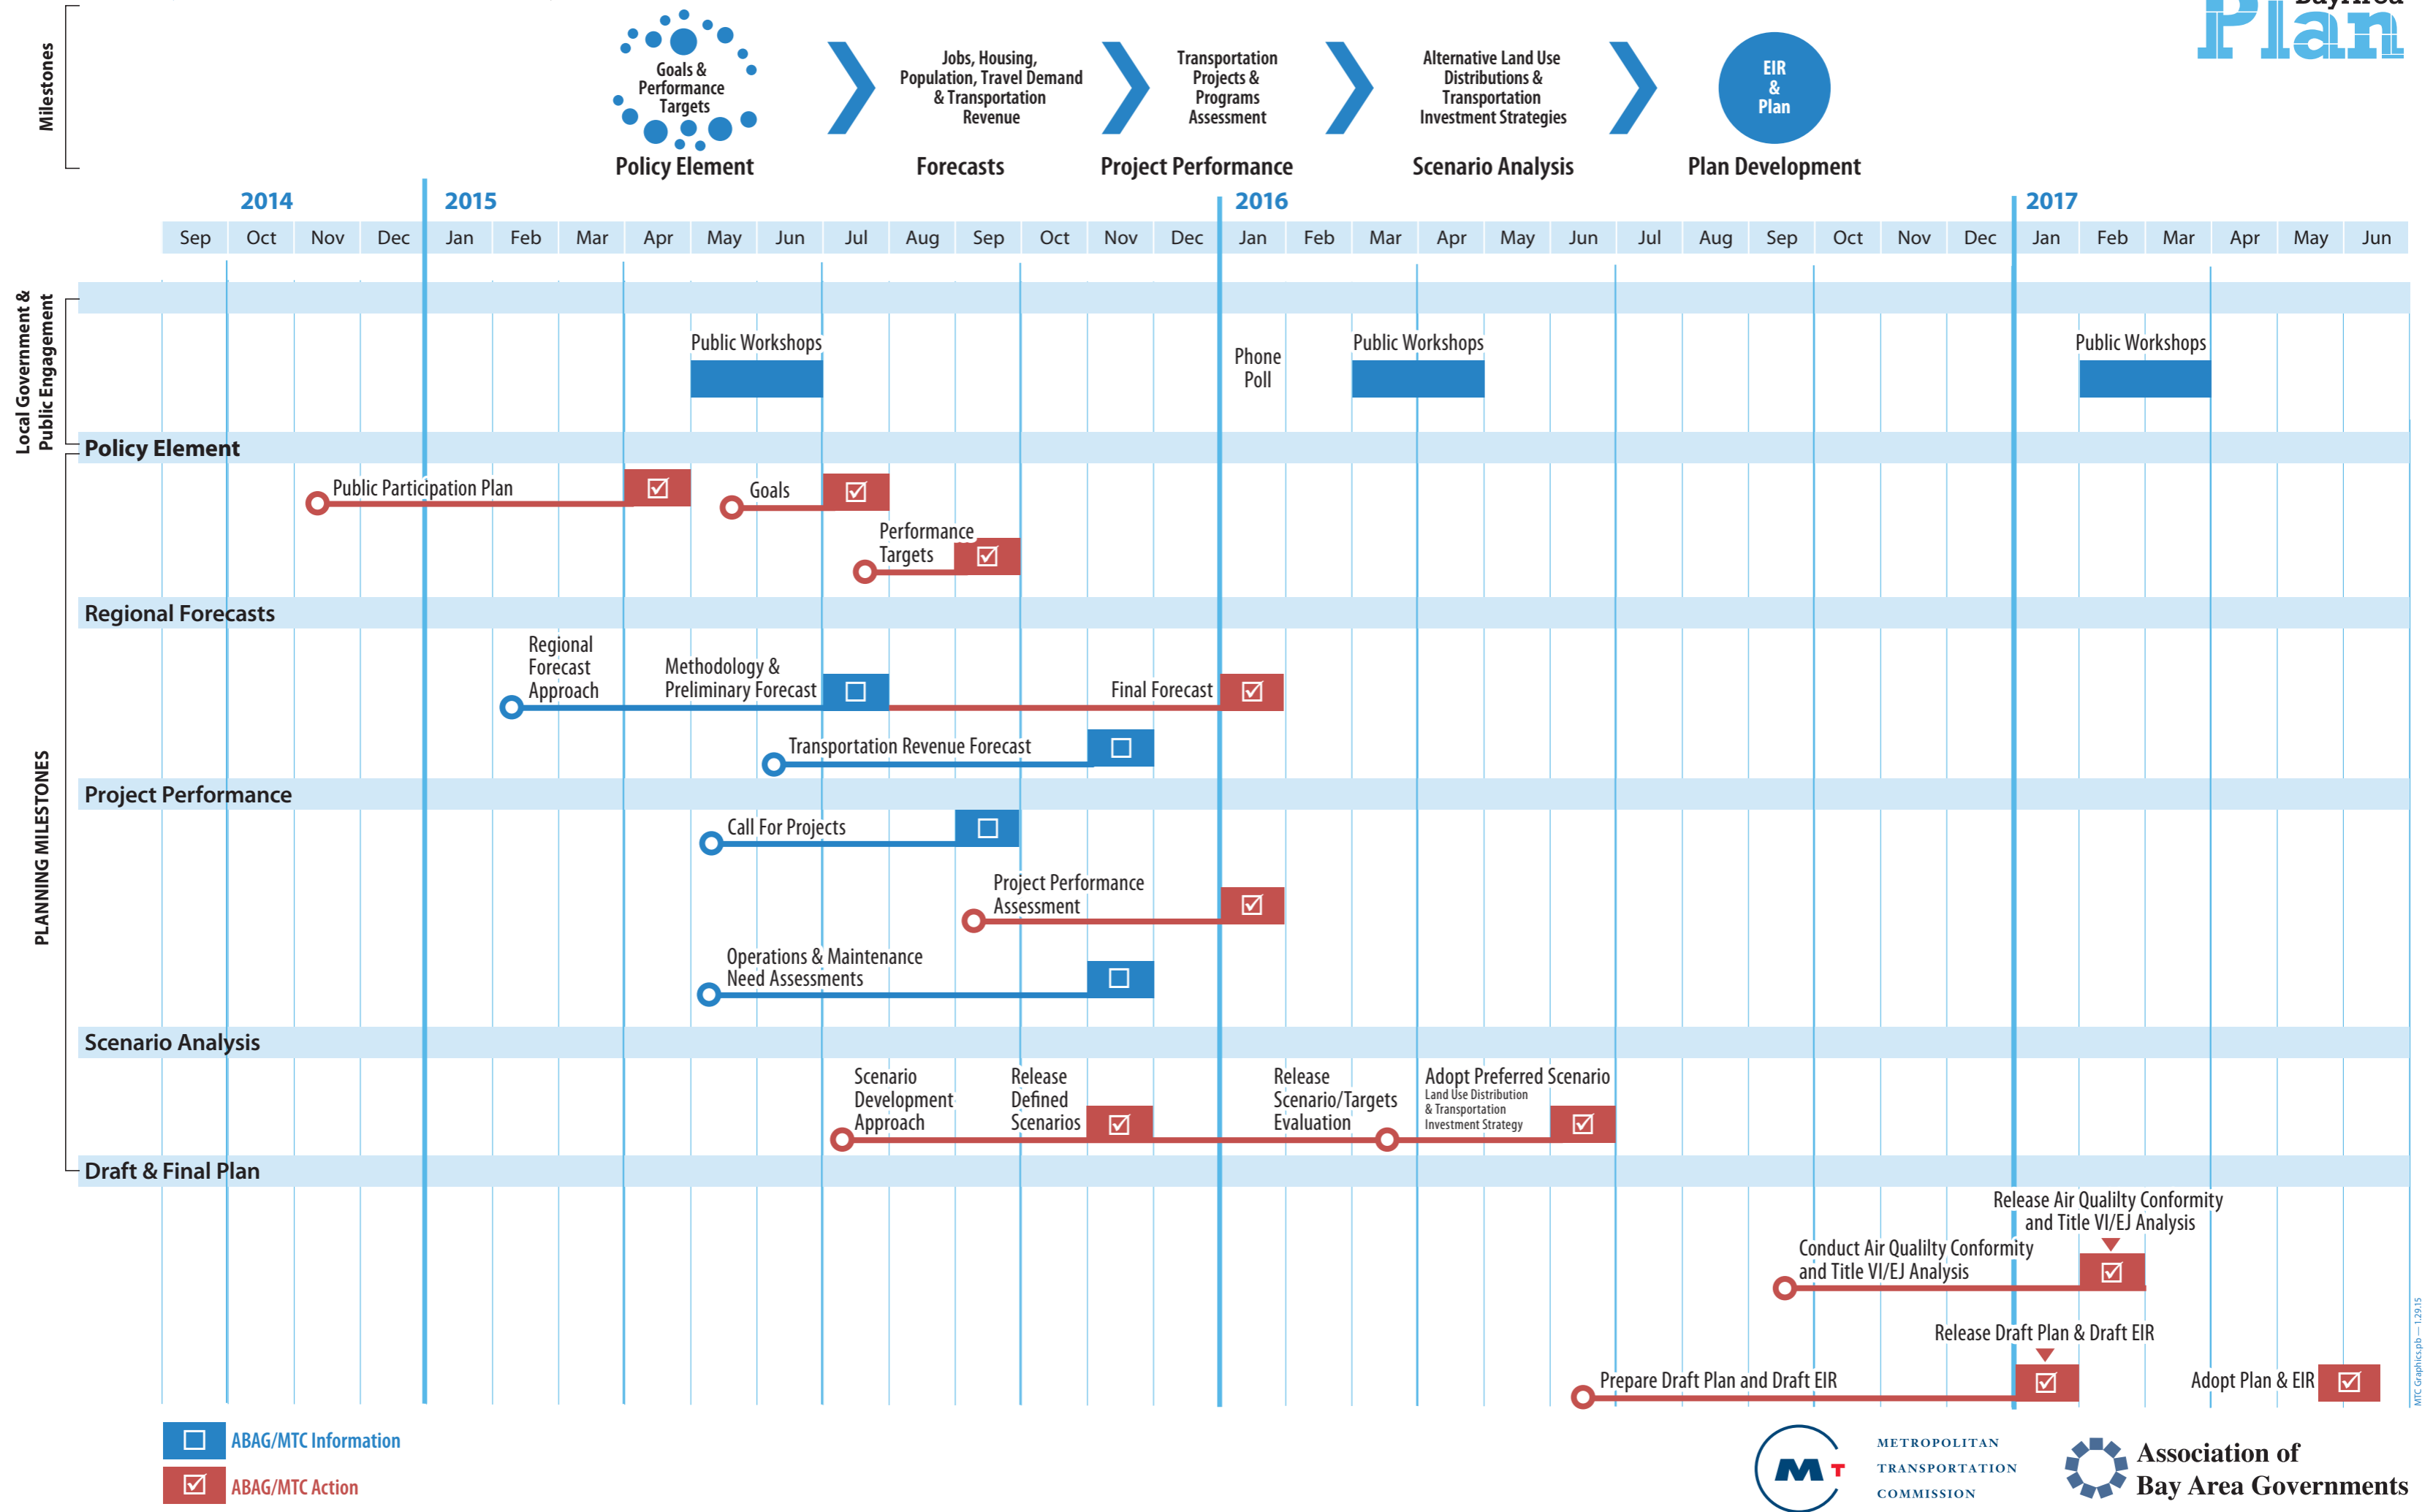 BayArea
Plan
Milestones
Goals &
Performance
Targets
Policy Element
Jobs, Housing,
Population, Travel Demand
& Transportation
Revenue
Forecasts
Transportation
Projects &
Programs
Assessment
Project Performance
Alternative Land Use
Distributions &
Transportation
Investment Strategies
Scenario Analysis
EIR
&
Plan
Plan Development
2014 2015 2016 2017
Sep Oct Nov Dec Jan Feb Mar Apr May Jun Jul Aug Sep Oct Nov Dec Jan Feb Mar Apr May Jun Jul Aug Sep Oct Nov Dec Jan Feb Mar Apr May Jun
Local Government &
Public Engagement
Public Workshops
Phone
Poll
Public Workshops
Public Workshops
PLANNING MILESTONES
Policy Element
Public Participation Plan
Goals
Performance
Targets
Regional Forecasts
Regional
Forecast
Approach
Methodology &
Preliminary Forecast
Final Forecast
Transportation Revenue Forecast
Project Performance
Call For Projects
Project Performance
Assessment
Operations & Maintenance
Need Assessments
Scenario Analysis
Scenario
Development
Approach
Release
Defined
Scenarios
Release
Scenario/Targets
Evaluation
Adopt Preferred Scenario
Land Use Distribution
& Transportation
Investment Strategy
Draft & Final Plan
Release Air Qualilty Conformity
and Title VI/EJ Analysis
Conduct Air Qualilty Conformity
and Title VI/EJ Analysis
Release Draft Plan & Draft EIR
Prepare Draft Plan and Draft EIR
Adopt Plan & EIR
MTC Graphics.pb — 1.29.15
ABAG/MTC Information
ABAG/MTC Action
MT
METROPOLITAN
TRANSPORTATION
COMMISSION
Association of
Bay Area Governments